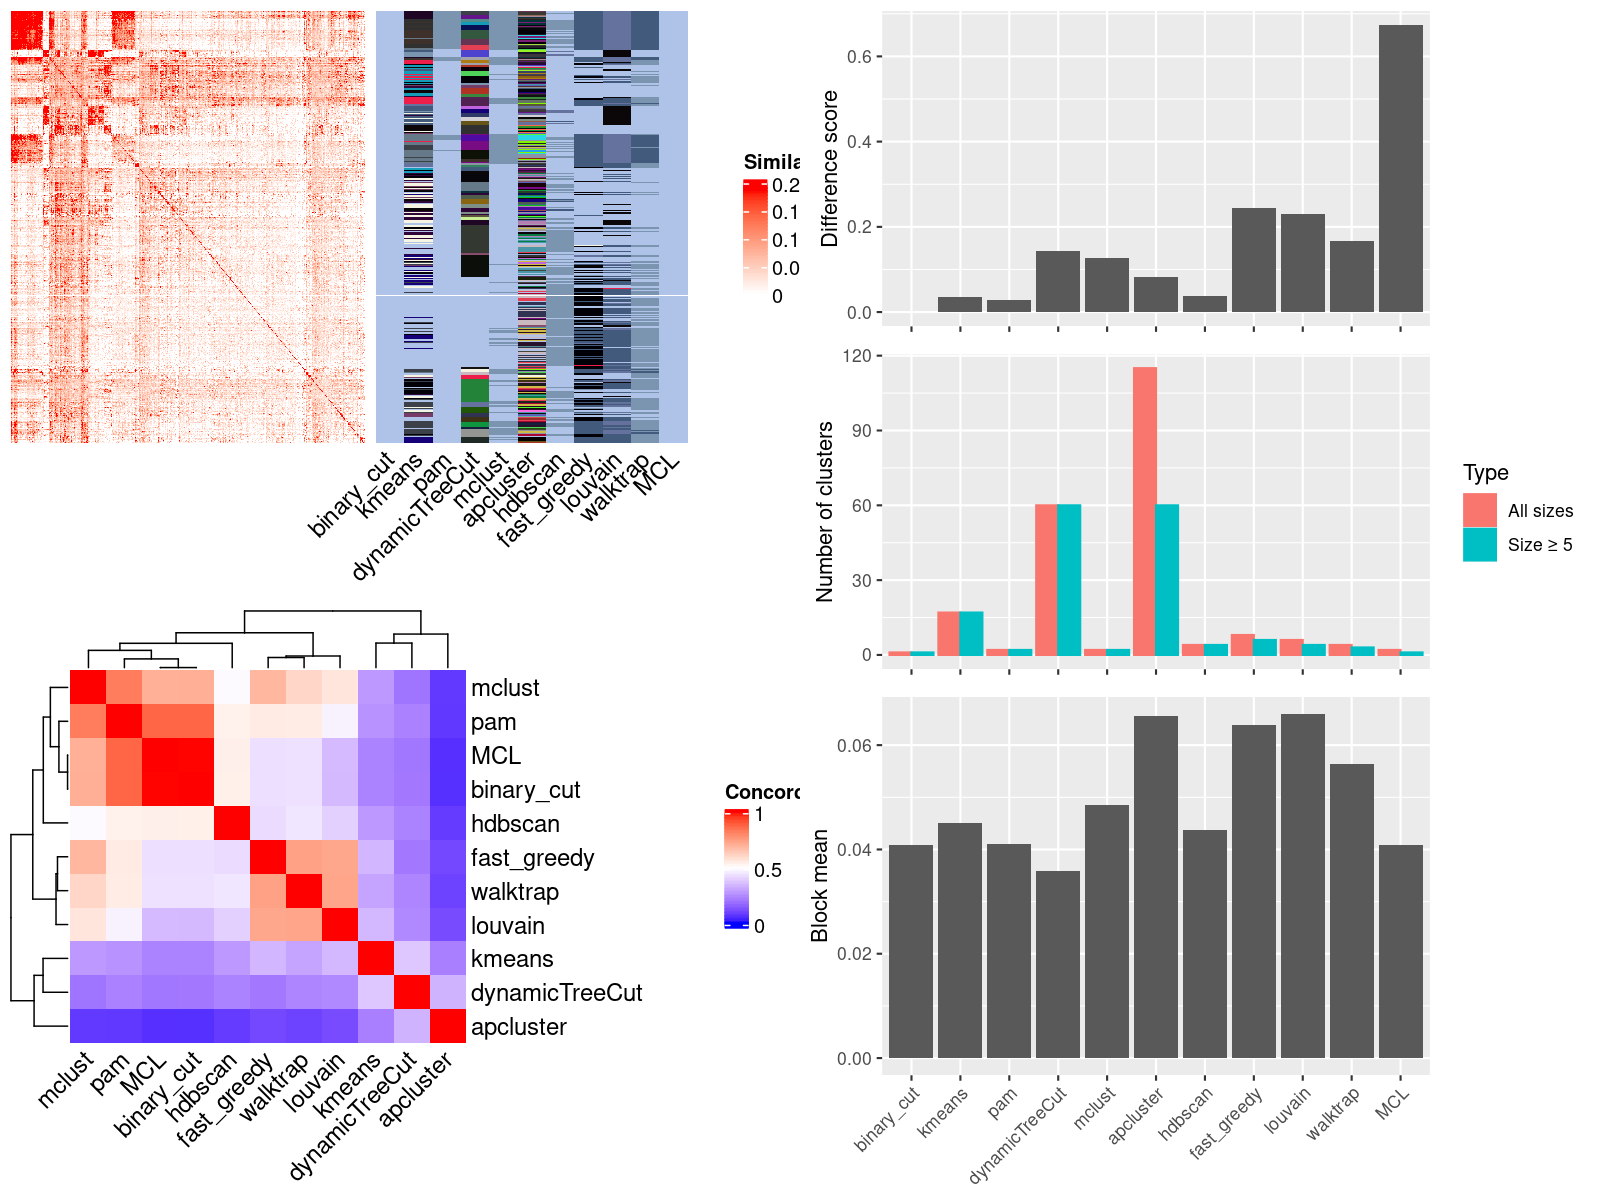 Simila
0.2
0.1
0.1
0.0
0
binary_cut
kmeans
pam
dynamicTreeCut
mclust
apcluster
hdbscan
fast_greedy
louvain
walktrap
MCL
mclust
pam
MCL
binary_cut
hdbscan
fast_greedy
walktrap
louvain
kmeans
dynamicTreeCut
apcluster
mclust
pam
MCL
binary_cut
hdbscan
fast_greedy
walktrap
louvain
kmeans
dynamicTreeCut
apcluster
Concord
1
0.5
0
Difference score
0.6
0.4
0.2
0.0
Number of clusters
120
90
60
30
0
Type
All sizes
Size ≥ 5
Block mean
0.06
0.04
0.02
0.00
binary_cut
kmeans
pam
dynamicTreeCut
mclust
apcluster
hdbscan
fast_greedy
louvain
walktrap
MCL